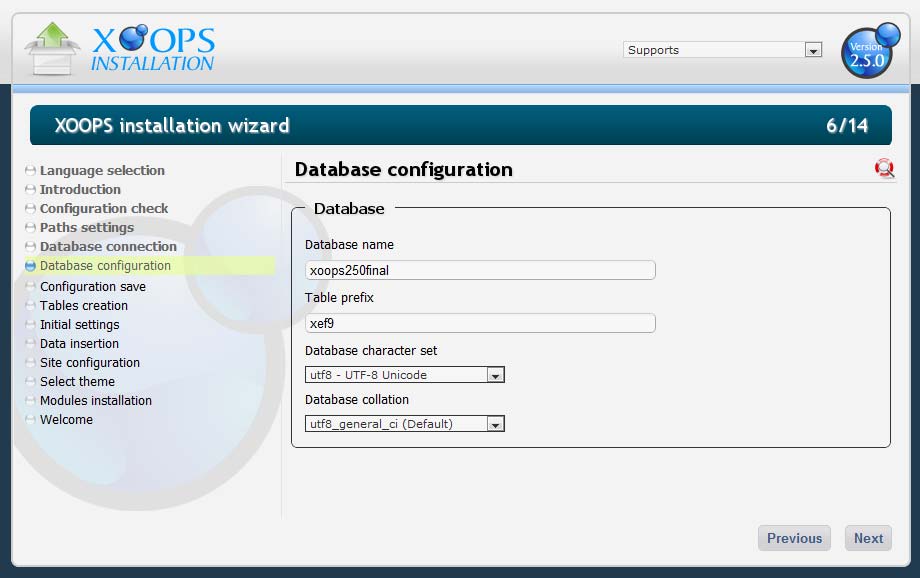 XOOPS
INSTALLATION
Supports
Version
2.5.0
XOOPS installation wizard
6/14
Language selection
Introduction
Configuration check
Paths settings
Database connection
Database configuration
Configuration save
Tables creation
Initial settings
Data insertion
Site configuration
Select theme
Modules installation
Welcome
Database configuration
Database
Database name
xoops250final
Table prefix
xef9
Database character set
utf8 - UTF-8 Unicode
Database collation
utf8_general_ci (Default)
Previous
Next